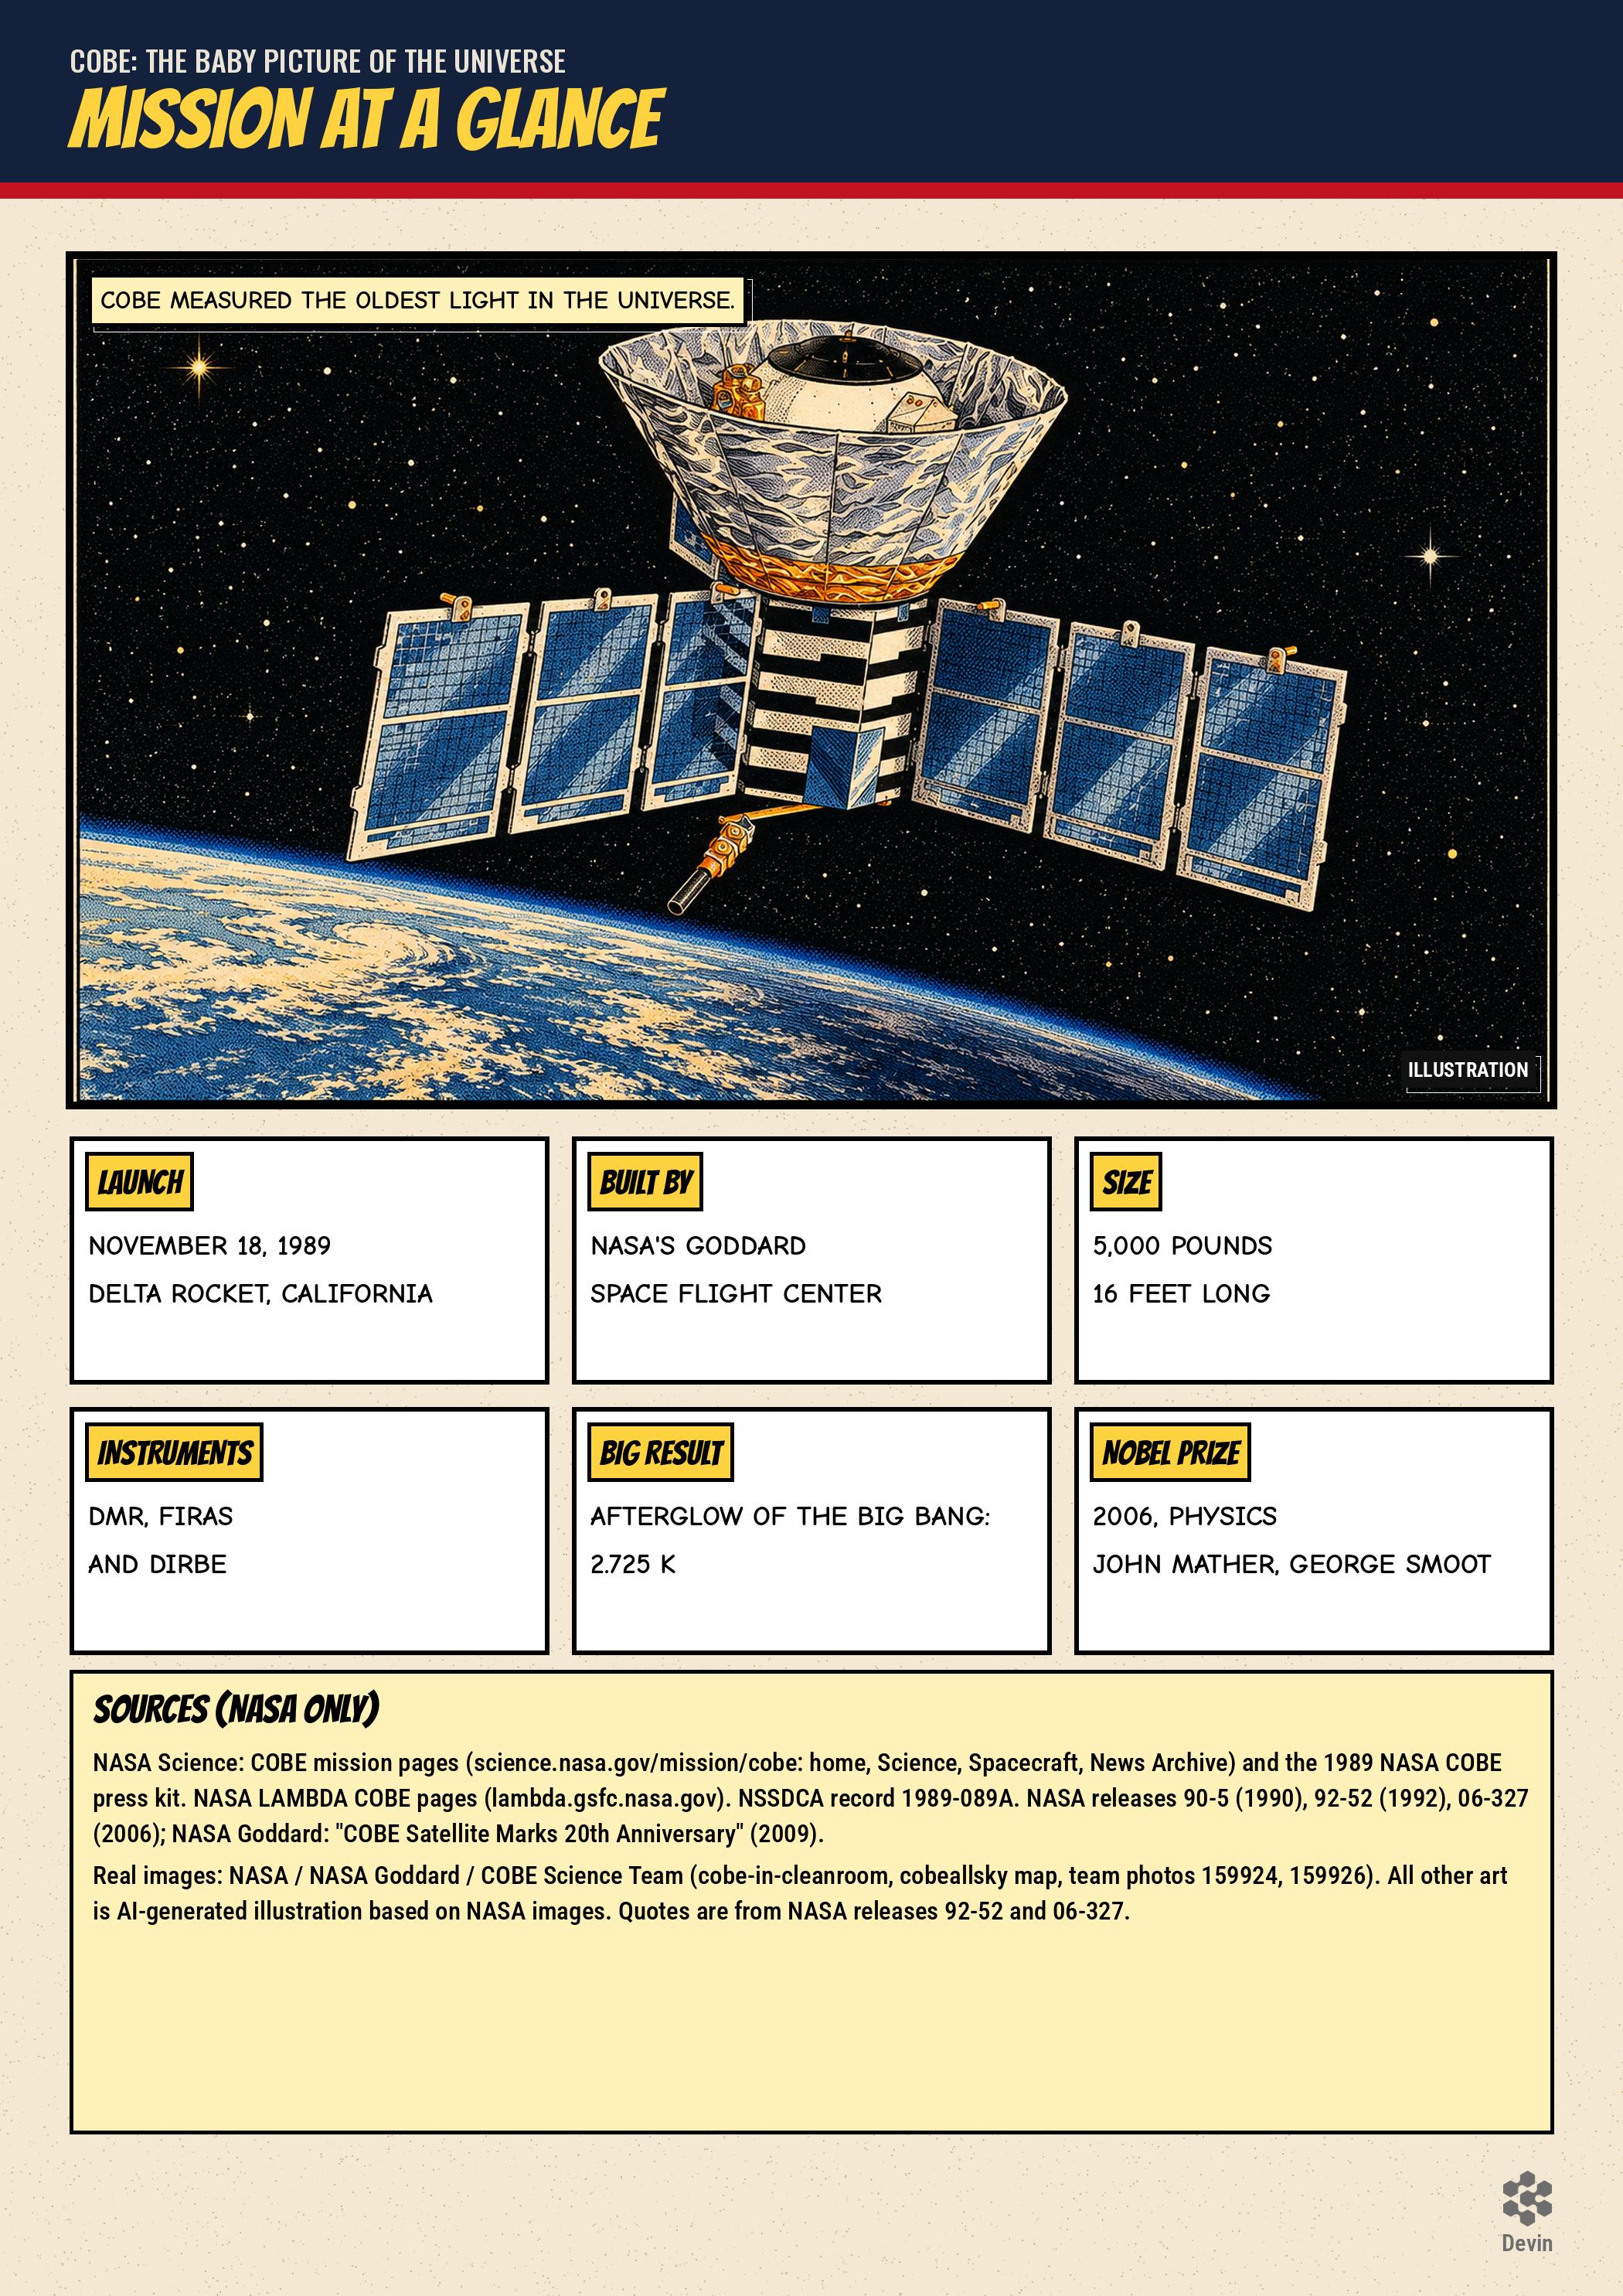 COBE: THE BABY PICTURE OF THE UNIVERSE
MISSION AT A GLANCE
COBE MEASURED THE OLDEST LIGHT IN THE UNIVERSE.
ILLUSTRATION
LAUNCH
NOVEMBER 18, 1989
DELTA ROCKET, CALIFORNIA
BUILT BY
NASA'S GODDARD
SPACE FLIGHT CENTER
SIZE
5,000 POUNDS
16 FEET LONG
INSTRUMENTS
DMR, FIRAS
AND DIRBE
BIG RESULT
AFTERGLOW OF THE BIG BANG:
2.725 K
NOBEL PRIZE
2006, PHYSICS
JOHN MATHER, GEORGE SMOOT
SOURCES (NASA ONLY)
NASA Science: COBE mission pages (science.nasa.gov/mission/cobe: home, Science, Spacecraft, News Archive) and the 1989 NASA COBE
press kit. NASA LAMBDA COBE pages (lambda.gsfc.nasa.gov). NSSDCA record 1989-089A. NASA releases 90-5 (1990), 92-52 (1992), 06-327
(2006); NASA Goddard: "COBE Satellite Marks 20th Anniversary" (2009).
Real images: NASA / NASA Goddard / COBE Science Team (cobe-in-cleanroom, cobeallsky map, team photos 159924, 159926). All other art
is AI-generated illustration based on NASA images. Quotes are from NASA releases 92-52 and 06-327.
Devin